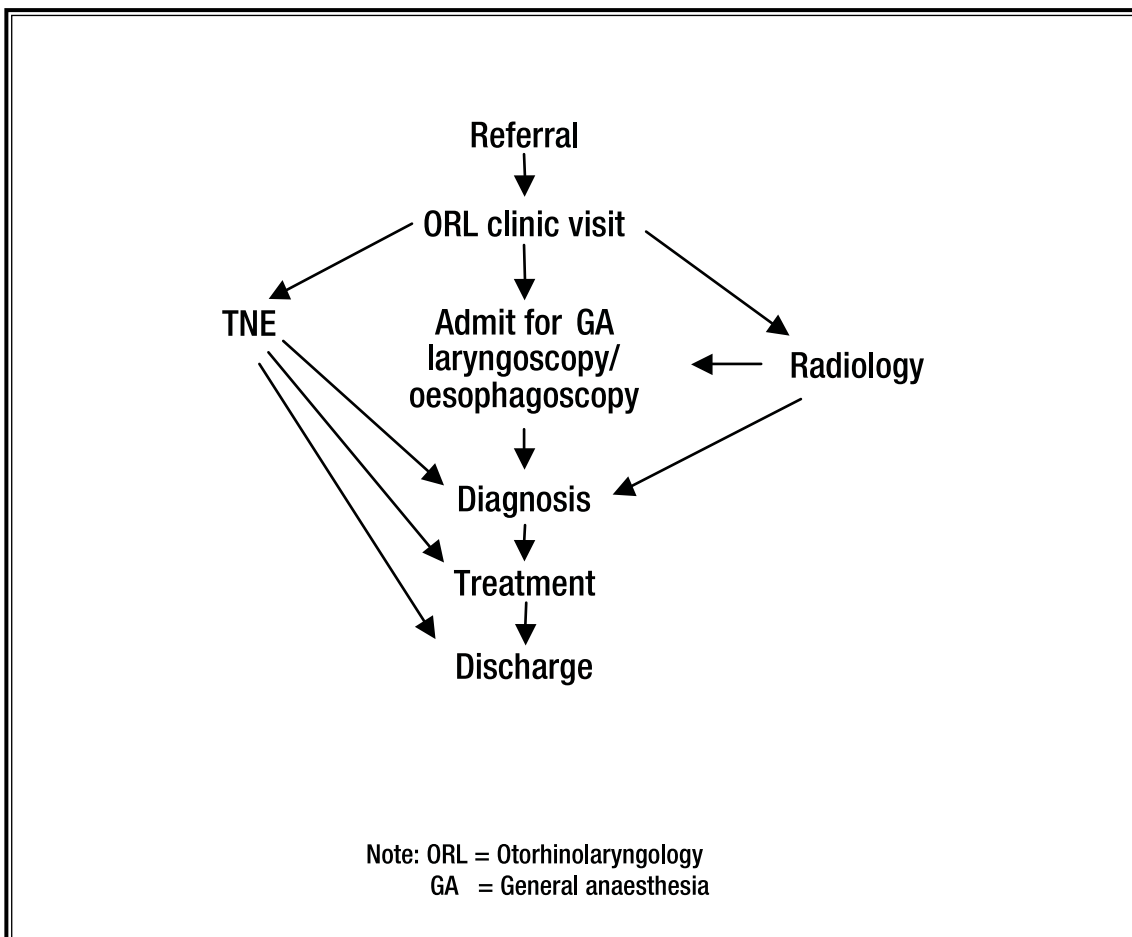 Referral
ORL clinic visit
TNE
Admit for GA
laryngoscopy/
oesophagoscopy
Radiology
Diagnosis
Treatment
Discharge
Note: ORL = Otorhinolaryngology
GA = General anaesthesia